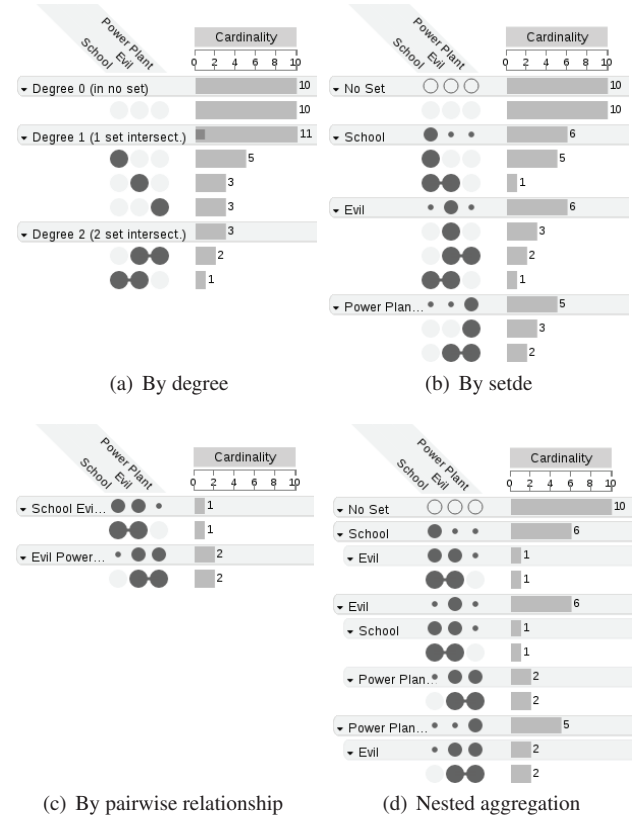 School
Evil
Power Plant
Cardinality
0 2 4 6 8 10
Degree 0 (in no set) 10
10
Degree 1 (1 set intersect.) 11
5
3
3
Degree 2 (2 set intersect.) 3
2
1
(a) By degree
School
Evil
Power Plant
Cardinality
0 2 4 6 8 10
No Set 10
10
School 6
5
1
Evil 6
3
2
1
Power Plan... 5
3
2
(b) By setde
School
Evil
Power Plant
Cardinality
0 2 4 6 8 10
School Evi... 1
1
Evil Power... 2
2
(c) By pairwise relationship
School
Evil
Power Plant
Cardinality
0 2 4 6 8 10
No Set 10
School 6
Evil 1
1
Evil 6
School 1
1
Power Plan... 2
2
Power Plan... 5
Evil 2
2
(d) Nested aggregation